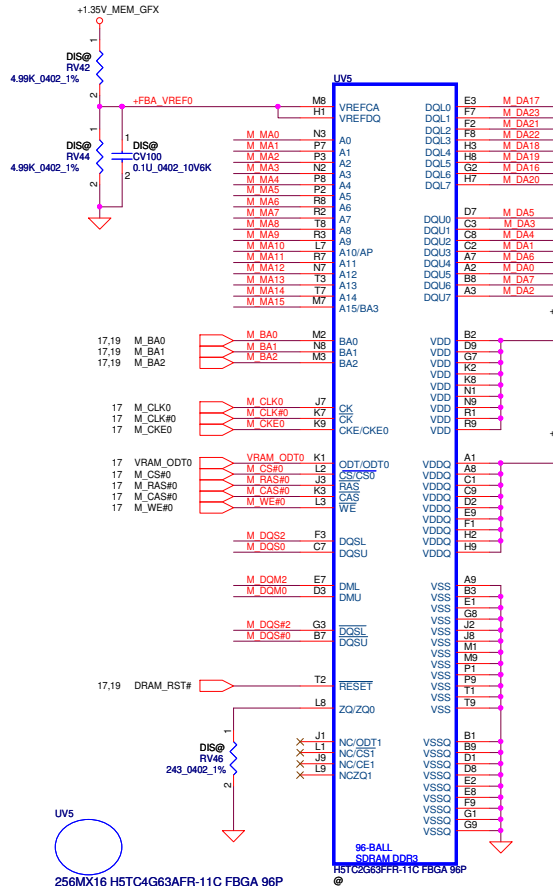 +1.35V_MEM_GFX
1
DIS@
RV42
4.99K_0402_1%
2
+FBA_VREF0
1
DIS@
RV44
4.99K_0402_1%
2
1
DIS@
CV100
0.1U_0402_10V6K
2
UV5
M8 VREFCA
H1 VREFDQ
M_MA0 N3 A0
M_MA1 P7 A1
M_MA2 P3 A2
M_MA3 N2 A3
M_MA4 P8 A4
M_MA5 P2 A5
M_MA6 R8 A6
M_MA7 R2 A7
M_MA8 T8 A8
M_MA9 R3 A9
M_MA10 L7 A10/AP
M_MA11 R7 A11
M_MA12 N7 A12
M_MA13 T3 A13
M_MA14 T7 A14
M_MA15 M7 A15/BA3
17,19 M_BA0 M_BA0 M2 BA0
17,19 M_BA1 M_BA1 N8 BA1
17,19 M_BA2 M_BA2 M3 BA2
17 M_CLK0 M_CLK0 J7 CK
17 M_CLK#0 M_CLK#0 K7 CK
17 M_CKE0 M_CKE0 K9 CKE/CKE0
17 VRAM_ODT0 VRAM_ODT0 K1 ODT/ODT0
17 M_CS#0 M_CS#0 L2 CS/CS0
17 M_RAS#0 M_RAS#0 J3 RAS
17 M_CAS#0 M_CAS#0 K3 CAS
17 M_WE#0 M_WE#0 L3 WE
M_DQS2 F3 DQSL
M_DQS0 C7 DQSU
M_DQM2 E7 DML
M_DQM0 D3 DMU
M_DQS#2 G3 DQSL
M_DQS#0 B7 DQSU
17,19 DRAM_RST# T2 RESET
L8 ZQ/ZQ0
1
DIS@
RV46
243_0402_1%
2
J1 NC/ODT1
L1 NC/CS1
J9 NC/CE1
L9 NCZQ1
DQL0 E3 M_DA17
DQL1 F7 M_DA23
DQL2 F2 M_DA21
DQL3 F8 M_DA22
DQL4 H3 M_DA18
DQL5 H8 M_DA19
DQL6 G2 M_DA16
DQL7 H7 M_DA20
DQU0 D7 M_DA5
DQU1 C3 M_DA3
DQU2 C8 M_DA4
DQU3 C2 M_DA1
DQU4 A7 M_DA6
DQU5 A2 M_DA0
DQU6 B8 M_DA7
DQU7 A3 M_DA2
+
VDD B2
VDD D9
VDD G7
VDD K2
VDD K8
VDD N1
VDD N9
VDD R1
VDD R9
+
VDDQ A1
VDDQ A8
VDDQ C1
VDDQ C9
VDDQ D2
VDDQ E9
VDDQ F1
VDDQ H2
VDDQ H9
VSS A9
VSS B3
VSS E1
VSS G8
VSS J2
VSS J8
VSS M1
VSS M9
VSS P1
VSS P9
VSS T1
VSS T9
VSSQ B1
VSSQ B9
VSSQ D1
VSSQ D8
VSSQ E2
VSSQ E8
VSSQ F9
VSSQ G1
VSSQ G9
96-BALL
SDRAM DDR3
H5TC2G63FFR-11C FBGA 96P
@
UV5
256MX16 H5TC4G63AFR-11C FBGA 96P